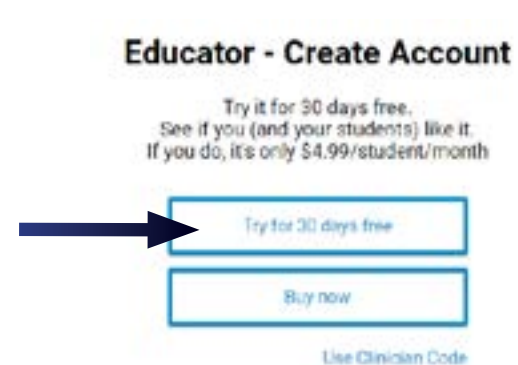 Educator - Create Account
Try it for 30 days free.
See if you (and your students) like it.
If you do, it's only $4.99/student/month
Try for 30 days free
Buy now
Use Clinician Code